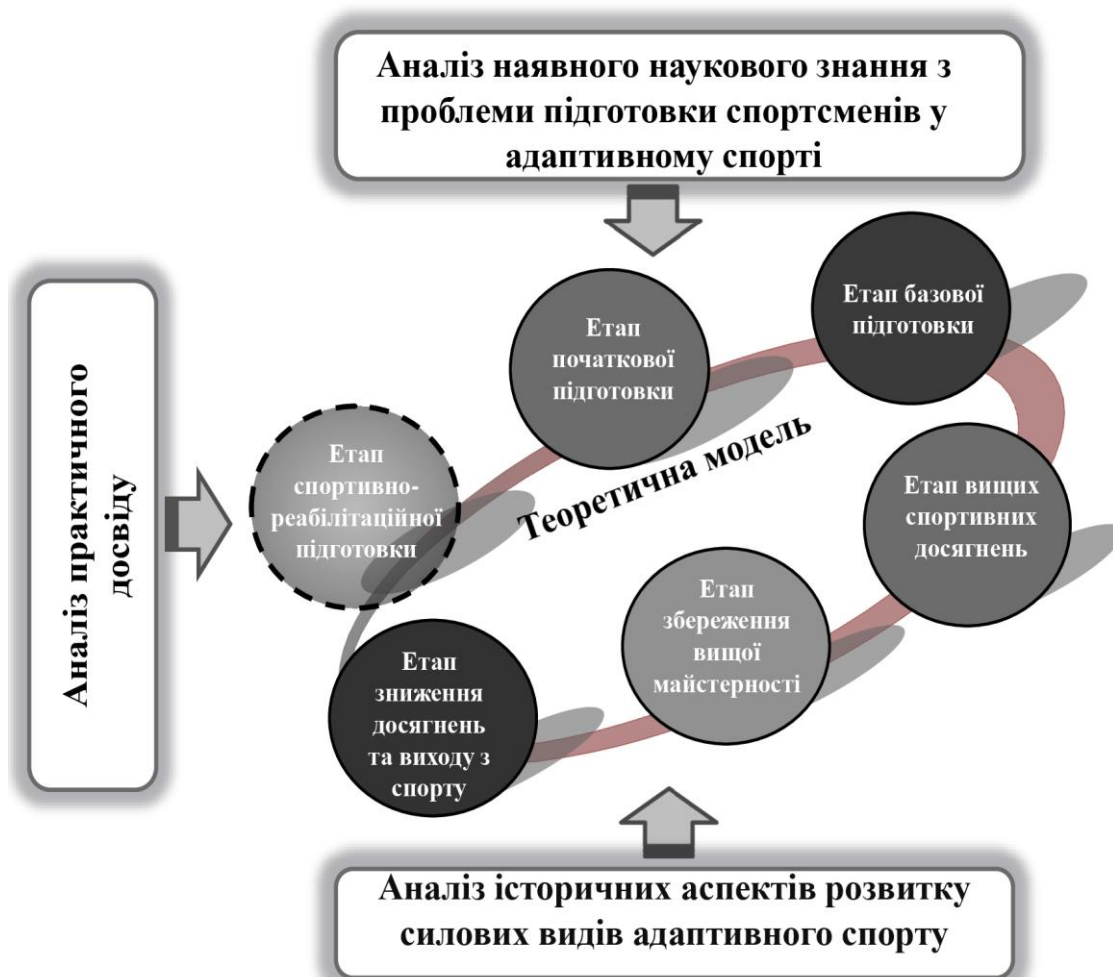 Аналіз наявного наукового знання з
проблеми підготовки спортсменів у
адаптивному спорті
Аналіз практичного
досвіду
Етап
спортивно-
реабілітаційної
підготовки
Етап
початкової
підготовки
Етап базової
підготовки
Етап вищих
спортивних
досягнень
Етап
збереження
вищої
майстерності
Етап
зниження
досягнень
та виходу з
спорту
Теоретична модель
Аналіз історичних аспектів розвитку
силових видів адаптивного спорту